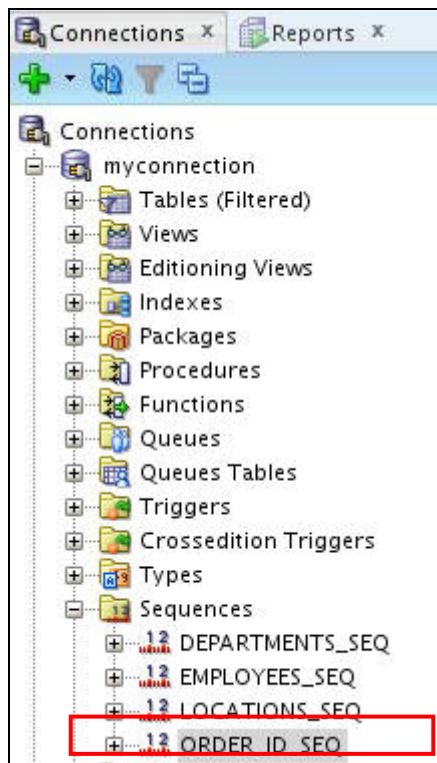 Connections x Reports x
Connections
myconnection
Tables (Filtered)
Views
Editioning Views
Indexes
Packages
Procedures
Functions
Queues
Queues Tables
Triggers
Crossedition Triggers
Types
Sequences
DEPARTMENTS_SEQ
EMPLOYEES_SEQ
LOCATIONS_SEQ
ORDER_ID_SEQ